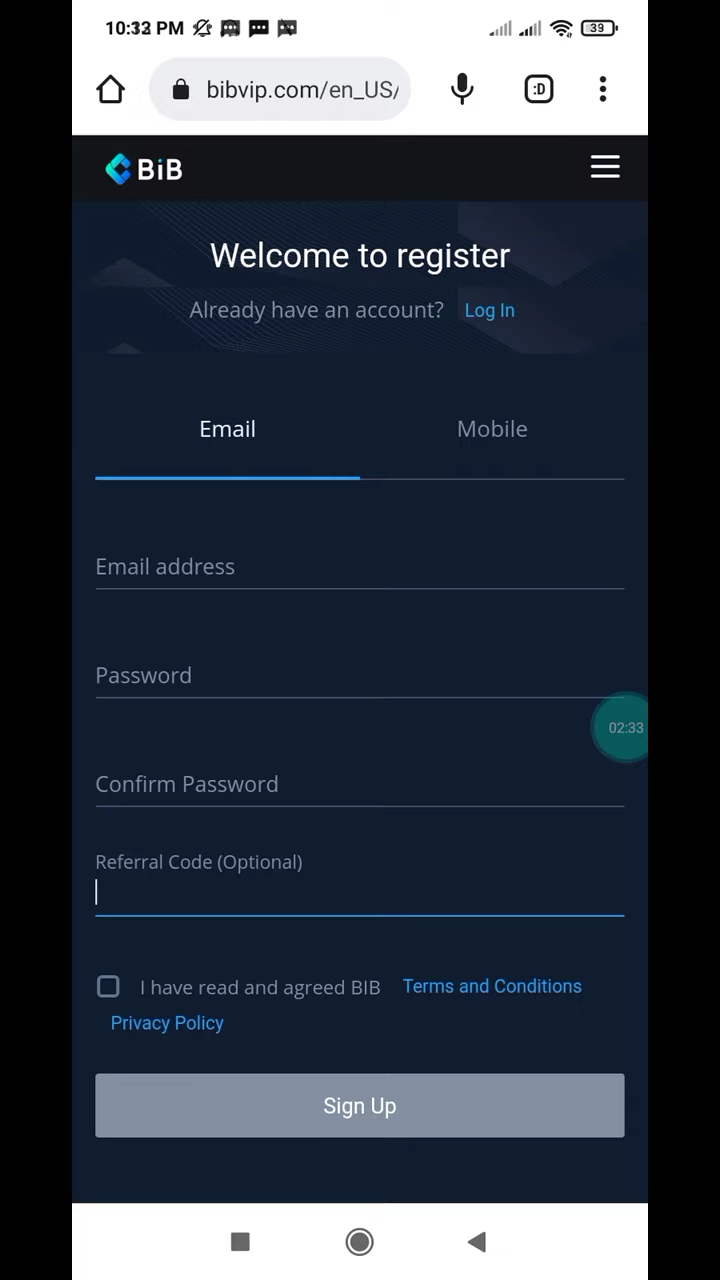 10:32 PM 39
bibvip.com/en_US/ :D
BiB
Welcome to register
Already have an account? Log In
Email Mobile
Email address
Password
02:33
Confirm Password
Referral Code (Optional)
I have read and agreed BIB Terms and Conditions
Privacy Policy
Sign Up